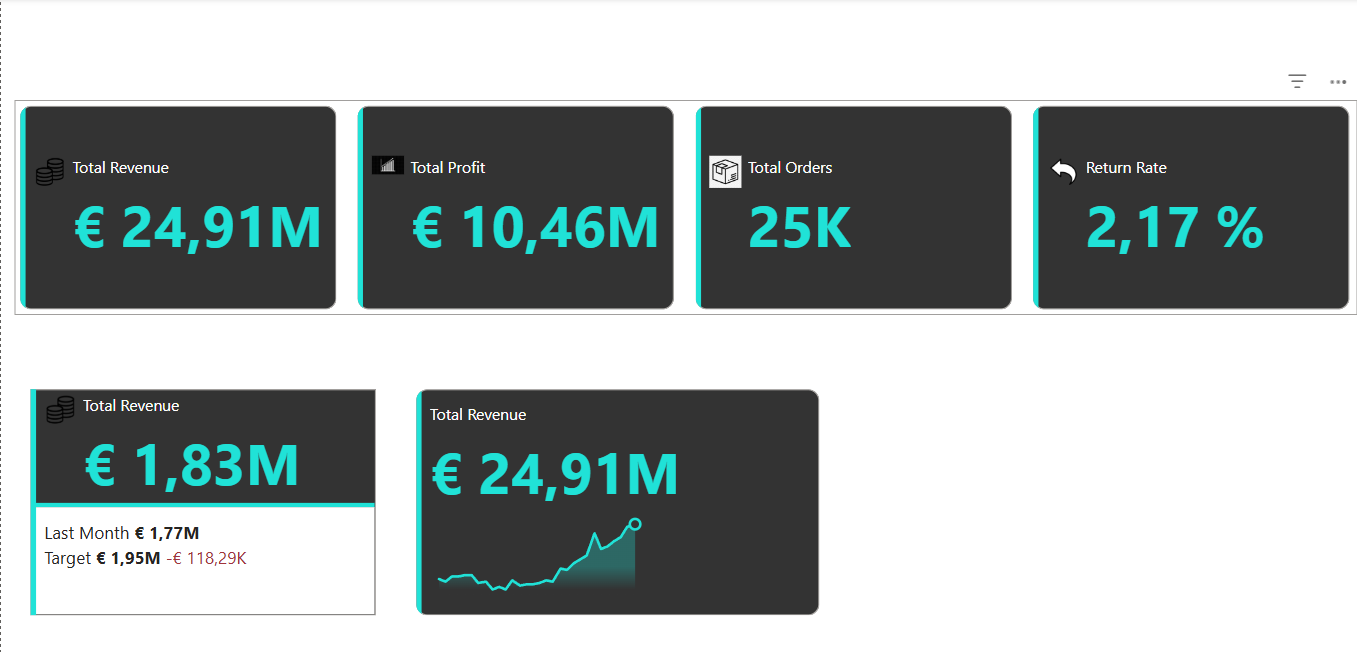 Total Revenue
€ 24,91M
Total Profit
€ 10,46M
Total Orders
25K
Return Rate
2,17 %
Total Revenue
€ 1,83M
Last Month € 1,77M
Target € 1,95M -€ 118,29K
Total Revenue
€ 24,91M